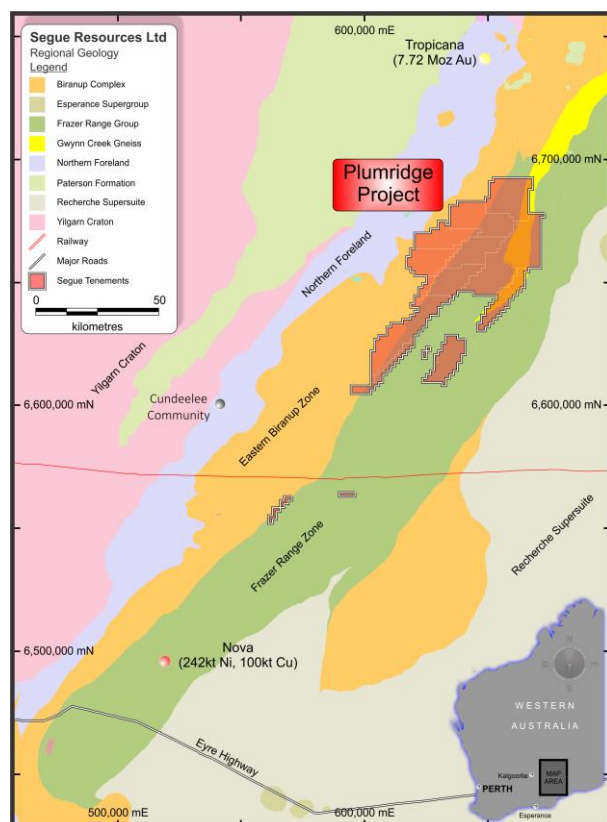 Segue Resources Ltd
Regional Geology
Legend
Biranup Complex
Esperance Supergroup
Frazer Range Group
Gwynn Creek Gneiss
Northern Foreland
Paterson Formation
Recherche Supersuite
Yilgarn Craton
Railway
Major Roads
Segue Tenements
0 50
kilometres
600,000 mE
Tropicana
(7.72 Moz Au)
6,700,000 mN
Plumridge
Project
Northern Foreland
Yilgarn Craton
6,600,000 mN
Cundeelee
Community
6,600,000 mN
Eastern Biranup Zone
Frazer Range Zone
Recherche Supersuite
6,500,000 mN
Nova
(242kt Ni, 100kt Cu)
Eyre Highway
500,000 mE
600,000 mE
WESTERN
AUSTRALIA
Kalgoorlie
MAP
AREA
PERTH
Esperance